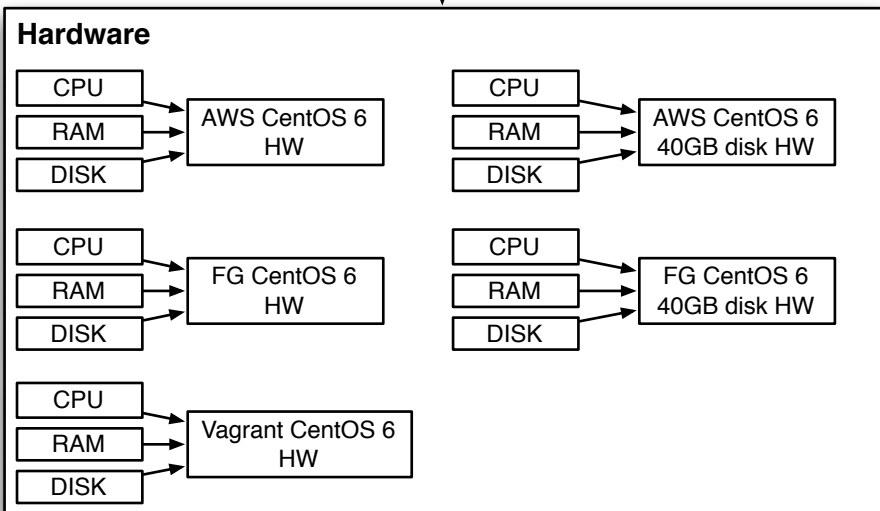 Hardware
CPU
RAM
DISK
AWS CentOS 6
HW
CPU
RAM
DISK
AWS CentOS 6
40GB disk HW
CPU
RAM
DISK
FG CentOS 6
HW
CPU
RAM
DISK
FG CentOS 6
40GB disk HW
CPU
RAM
DISK
Vagrant CentOS 6
HW